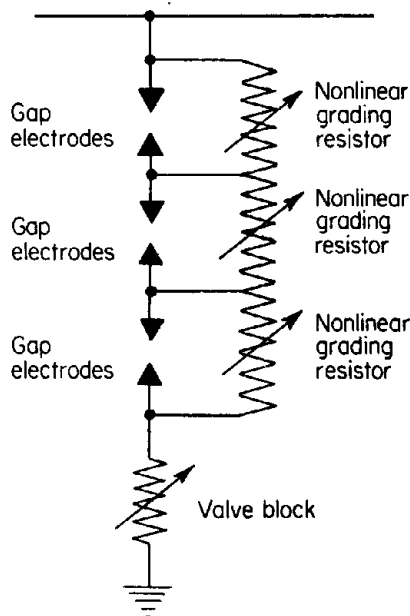 Gap
electrodes
Nonlinear
grading
resistor
Gap
electrodes
Nonlinear
grading
resistor
Gap
electrodes
Nonlinear
grading
resistor
Valve block